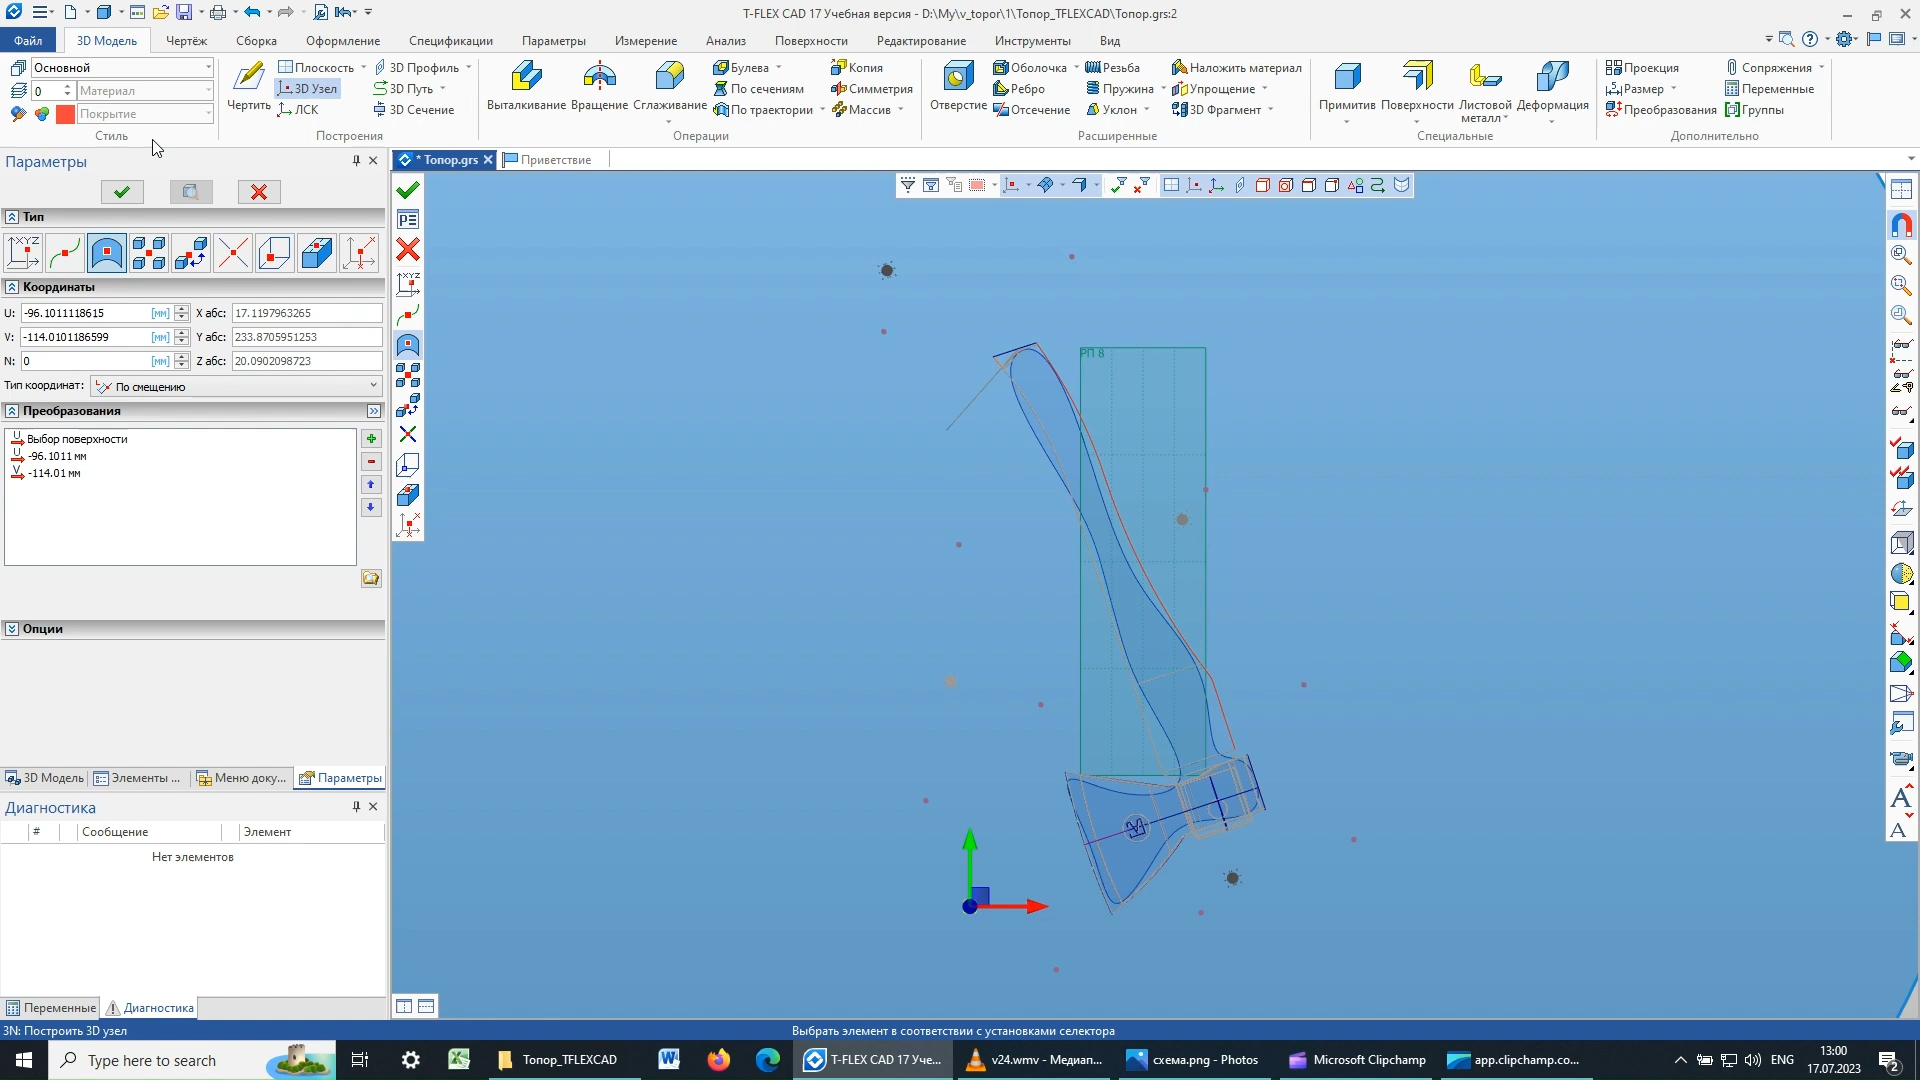 T-FLEX CAD 17 Учебная версия - D:\My\v_topor\1\Топор_TFLEXCAD\Топор.grs:2
Файл 3D Модель Чертёж Сборка Оформление Спецификации Параметры Измерение Анализ Поверхности Редактирование Инструменты Вид
Основной
0 Материал
Покрытие
Стиль
Чертить
Плоскость
3D Узел
ЛСК
3D Профиль
3D Путь
3D Сечение
Построения
Выталкивание Вращение Сглаживание
Булева
По сечениям
По траектории
Копия
Симметрия
Массив
Операции
Отверстие
Оболочка
Ребро
Отсечение
Резьба
Пружина
Уклон
Наложить материал
Упрощение
3D Фрагмент
Расширенные
Примитив Поверхности Листовой металл Деформация
Специальные
Проекция
Размер
Преобразования
Сопряжения
Переменные
Группы
Дополнительно
Параметры
* Топор.grs
Приветствие
Тип
Координаты
U: -96.1011118615 [мм] X абс: 17.1197963265
V: -114.0101186599 [мм] Y абс: 233.8705951253
N: 0 [мм] Z абс: 20.0902098723
Тип координат: По смещению
Преобразования
Выбор поверхности
-96.1011 мм
-114.01 мм
Опции
РП 8
3D Модель Элементы ... Меню доку... Параметры
Диагностика
# Сообщение Элемент
Нет элементов
Переменные Диагностика
3N: Построить 3D узел
Выбрать элемент в соответствии с установками селектора
Type here to search
Топор_TFLEXCAD
T-FLEX CAD 17 Уче...
v24.wmv - Медиап...
схема.png - Photos
Microsoft Clipchamp
app.clipchamp.co...
ENG
13:00
17.07.2023
2